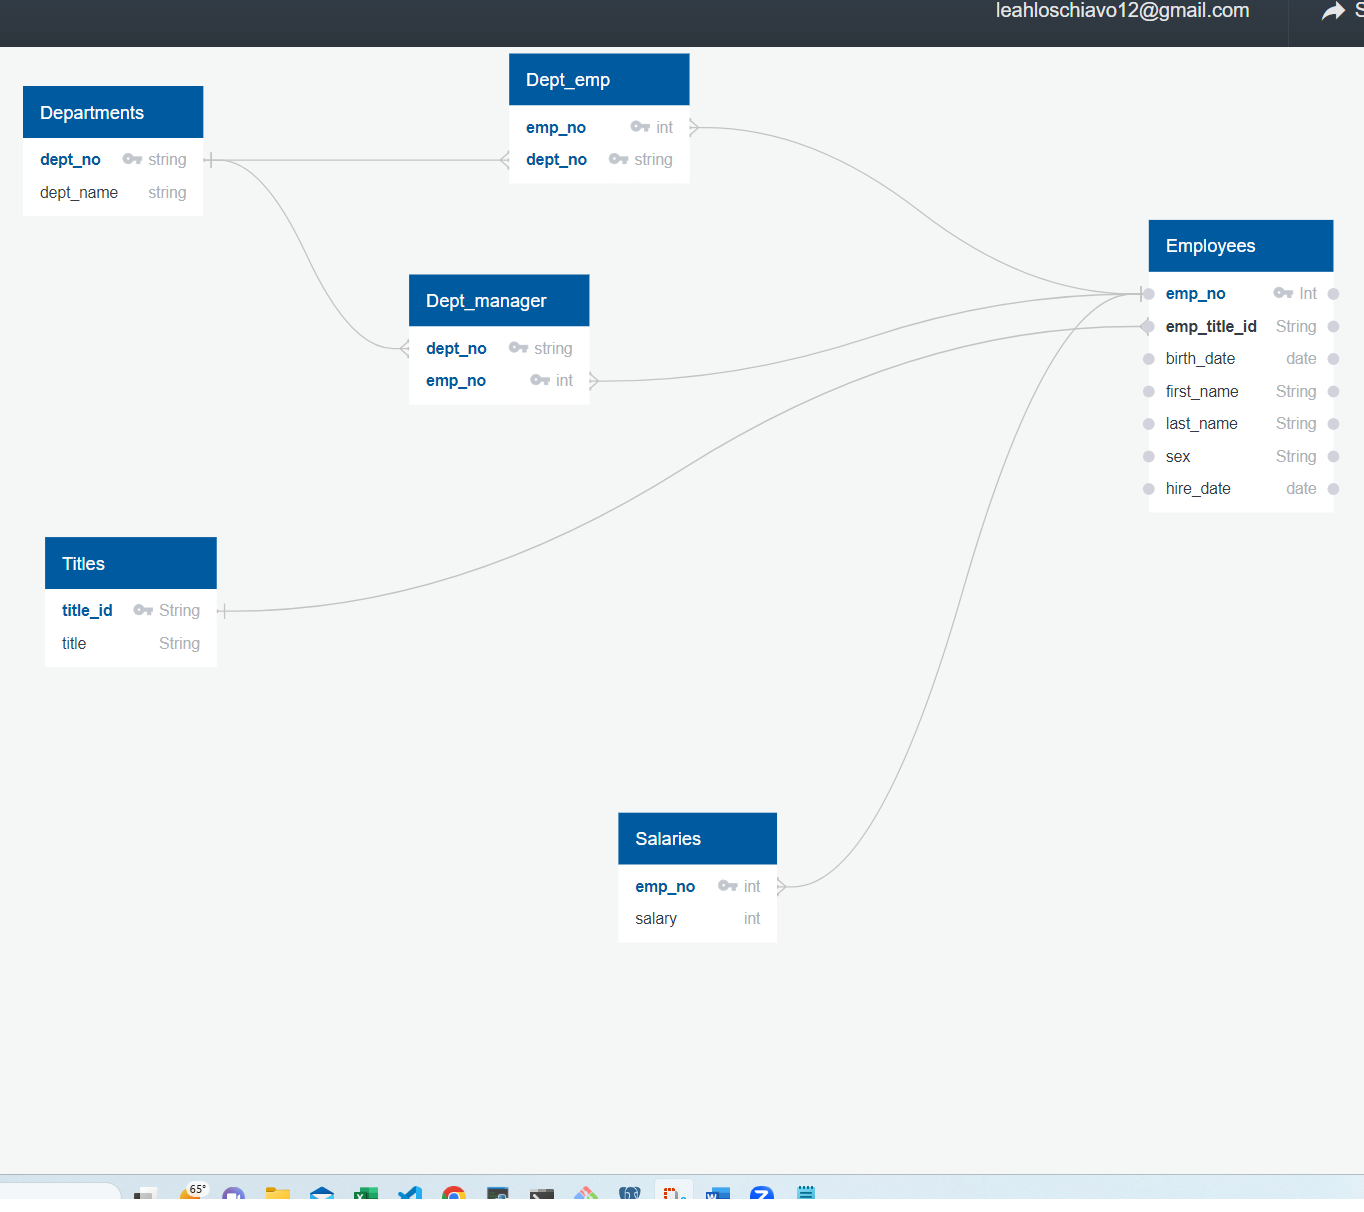 leahloschiavo12@gmail.com
Departments
dept_no string
dept_name string
Dept_emp
emp_no int
dept_no string
Dept_manager
dept_no string
emp_no int
Employees
emp_no Int
emp_title_id String
birth_date date
first_name String
last_name String
sex String
hire_date date
Titles
title_id String
title String
Salaries
emp_no int
salary int
65°